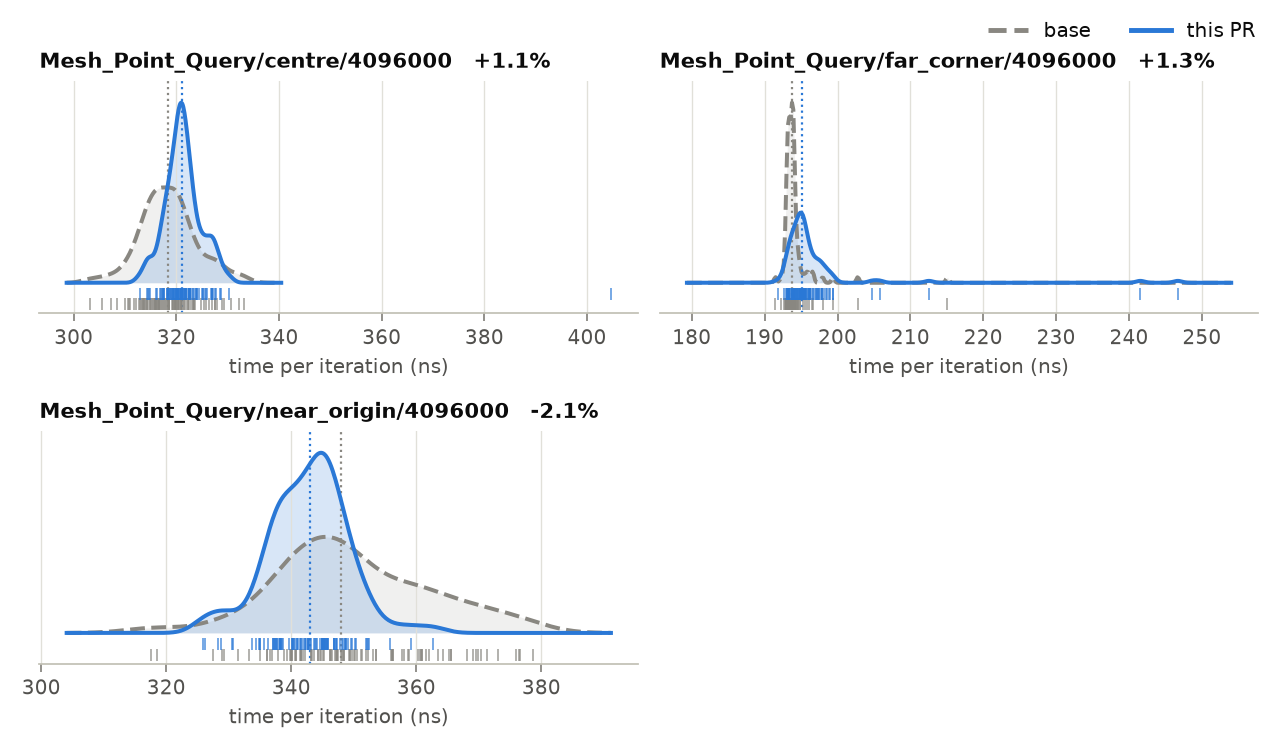 base this PR
Mesh_Point_Query/centre/4096000 +1.1%
300 320 340 360 380 400
time per iteration (ns)
Mesh_Point_Query/far_corner/4096000 +1.3%
180 190 200 210 220 230 240 250
time per iteration (ns)
Mesh_Point_Query/near_origin/4096000 -2.1%
300 320 340 360 380
time per iteration (ns)